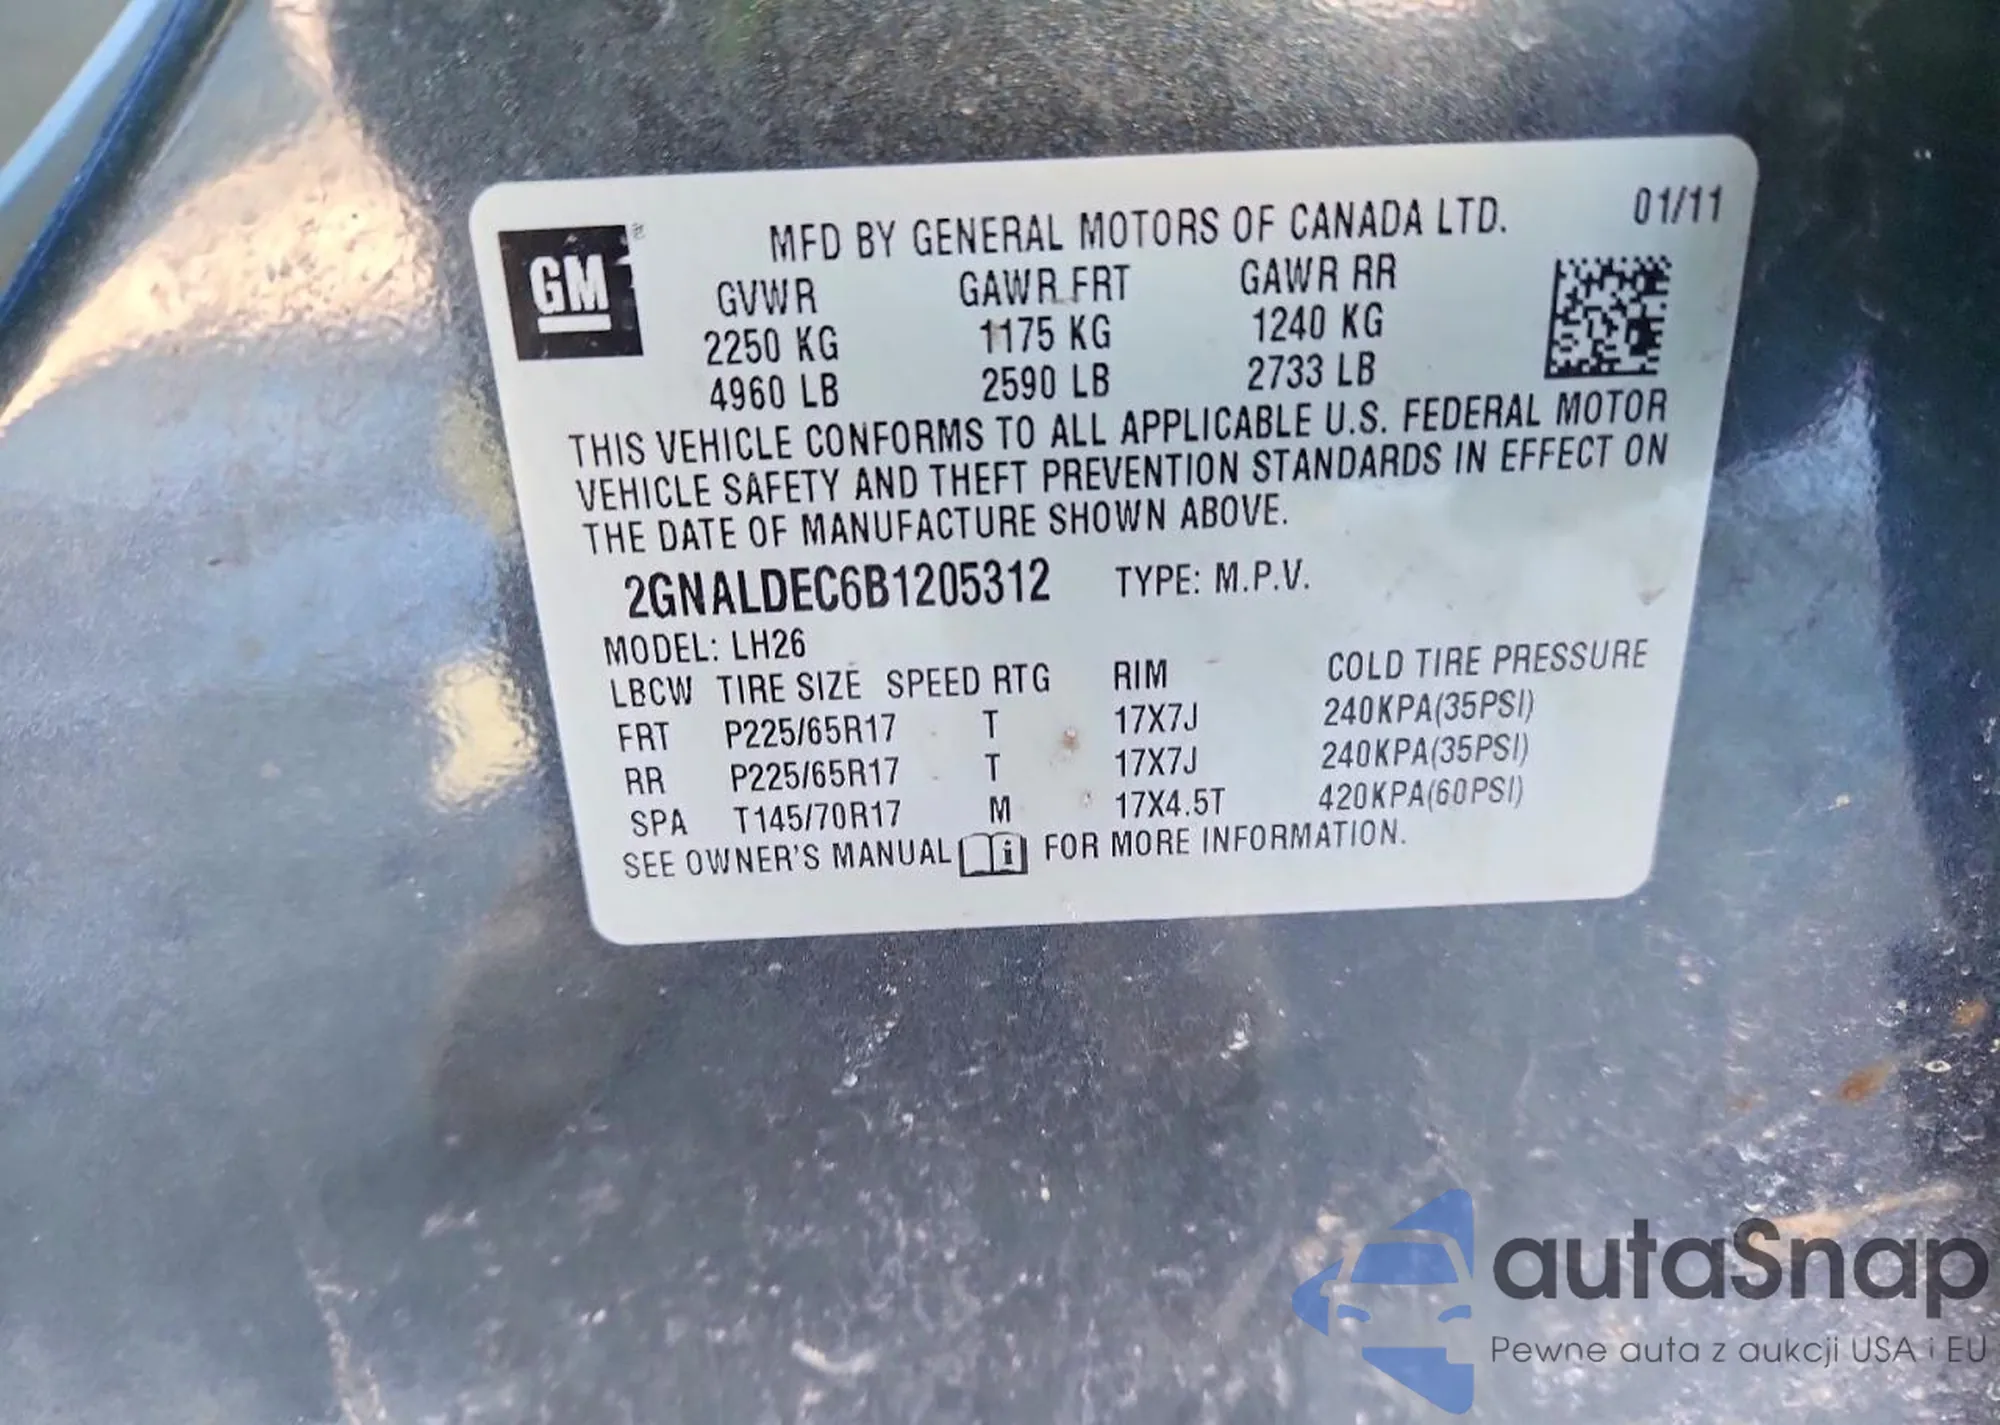 01/11
GM
MFD BY GENERAL MOTORS OF CANADA LTD.
GVWR GAWR FRT GAWR RR
2250 KG 1175 KG 1240 KG
4960 LB 2590 LB 2733 LB
THIS VEHICLE CONFORMS TO ALL APPLICABLE U.S. FEDERAL MOTOR
VEHICLE SAFETY AND THEFT PREVENTION STANDARDS IN EFFECT ON
THE DATE OF MANUFACTURE SHOWN ABOVE.
2GNALDEC6B1205312 TYPE: M.P.V.
MODEL: LH26
LBCW TIRE SIZE SPEED RTG RIM COLD TIRE PRESSURE
FRT P225/65R17 T 17X7J 240KPA(35PSI)
RR P225/65R17 T 17X7J 240KPA(35PSI)
SPA T145/70R17 M 17X4.5T 420KPA(60PSI)
SEE OWNER'S MANUAL i FOR MORE INFORMATION.
autaSnap
Pewne auta z aukcji USA i EU